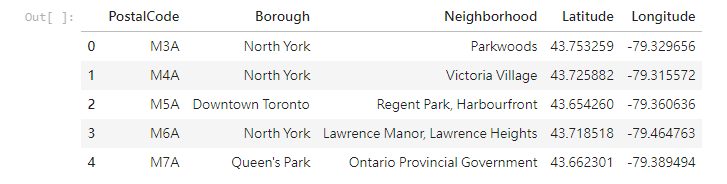 Out[ ]:
PostalCode Borough Neighborhood Latitude Longitude
0 M3A North York Parkwoods 43.753259 -79.329656
1 M4A North York Victoria Village 43.725882 -79.315572
2 M5A Downtown Toronto Regent Park, Harbourfront 43.654260 -79.360636
3 M6A North York Lawrence Manor, Lawrence Heights 43.718518 -79.464763
4 M7A Queen's Park Ontario Provincial Government 43.662301 -79.389494